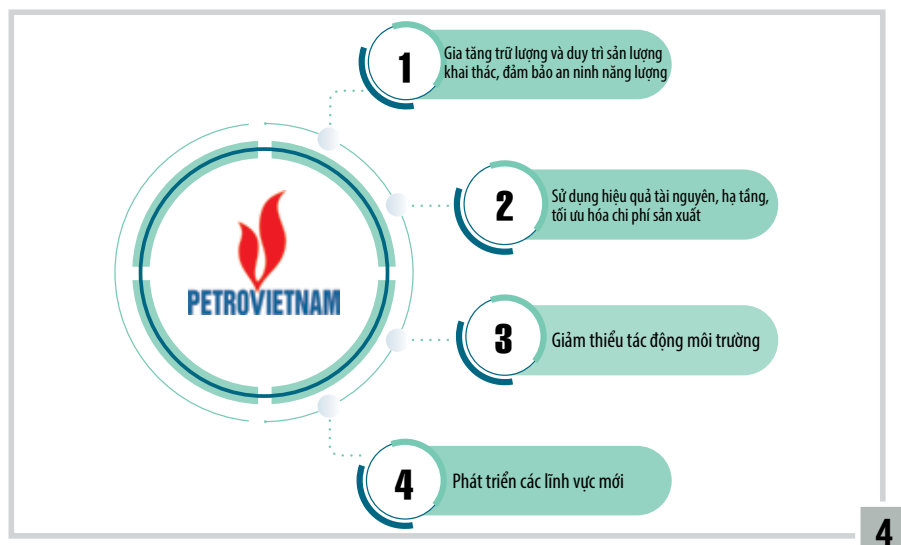 1
Gia tăng trữ lượng và duy trì sản lượng
khai thác, đảm bảo an ninh năng lượng
2
Sử dụng hiệu quả tài nguyên, hạ tầng,
tối ưu hóa chi phí sản xuất
PETROVIETNAM
3
Giảm thiểu tác động môi trường
4
Phát triển các lĩnh vực mới
4